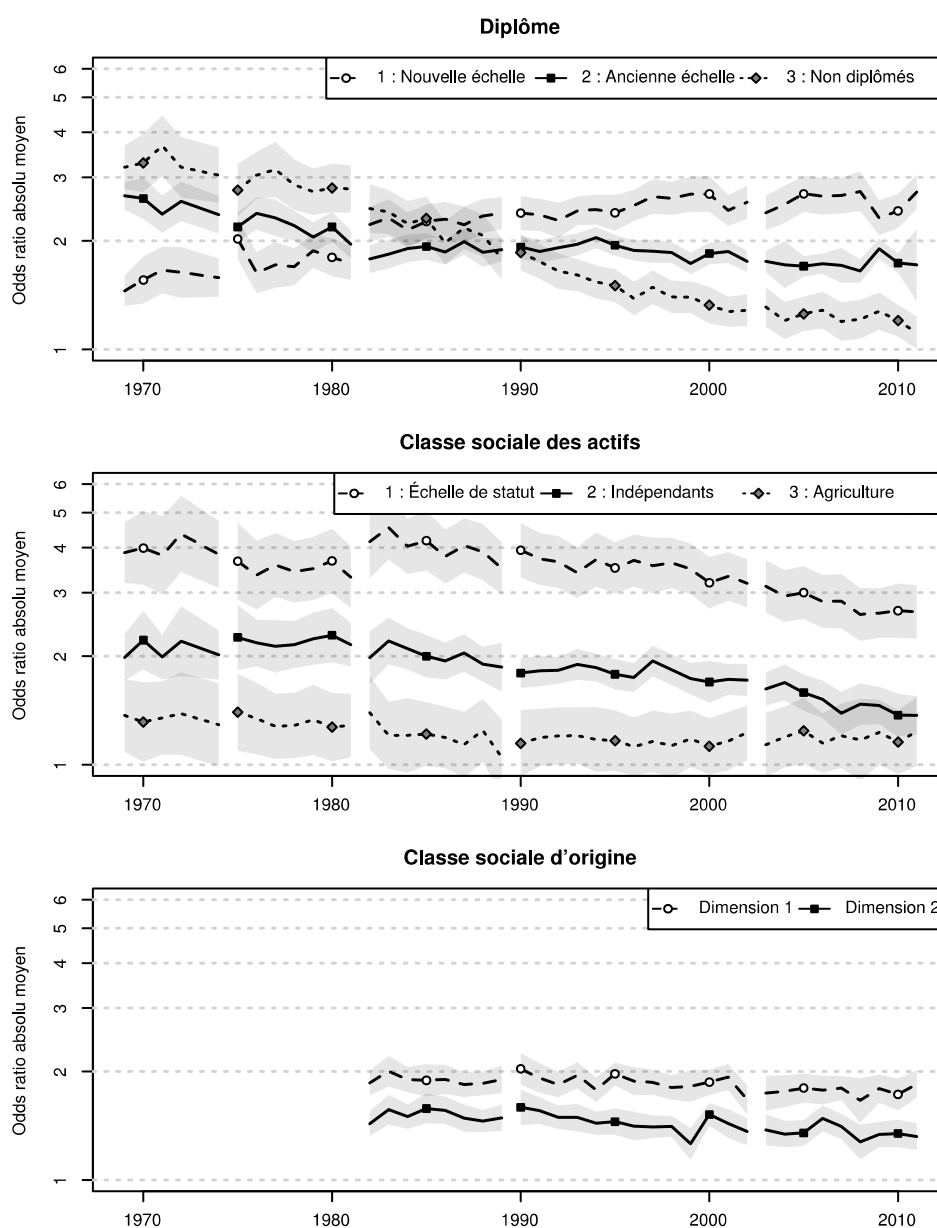 Diplôme
1 : Nouvelle échelle 2 : Ancienne échelle 3 : Non diplômés
Odds ratio absolu moyen
6
5
4
3
2
1
1970 1980 1990 2000 2010
Classe sociale des actifs
1 : Échelle de statut 2 : Indépendants 3 : Agriculture
Odds ratio absolu moyen
6
5
4
3
2
1
1970 1980 1990 2000 2010
Classe sociale d'origine
Dimension 1 Dimension 2
Odds ratio absolu moyen
6
5
4
3
2
1
1970 1980 1990 2000 2010